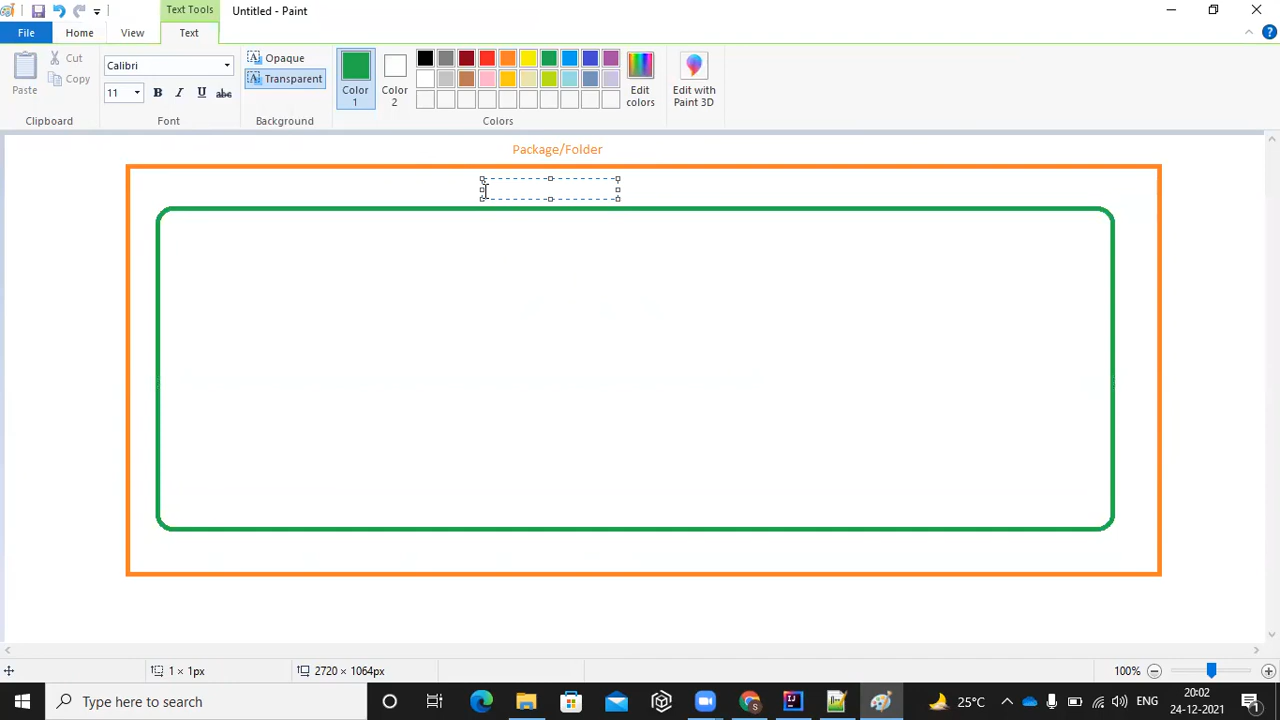 Text Tools
Untitled - Paint
File
Home
View
Text
Paste
Cut
Copy
Clipboard
Calibri
11
B I U abc
Font
Opaque
Transparent
Background
Color 1
Color 2
Edit colors
Colors
Edit with Paint 3D
Package/Folder
1 × 1px
2720 × 1064px
100%
Type here to search
25°C
ENG
20:02
24-12-2021
1